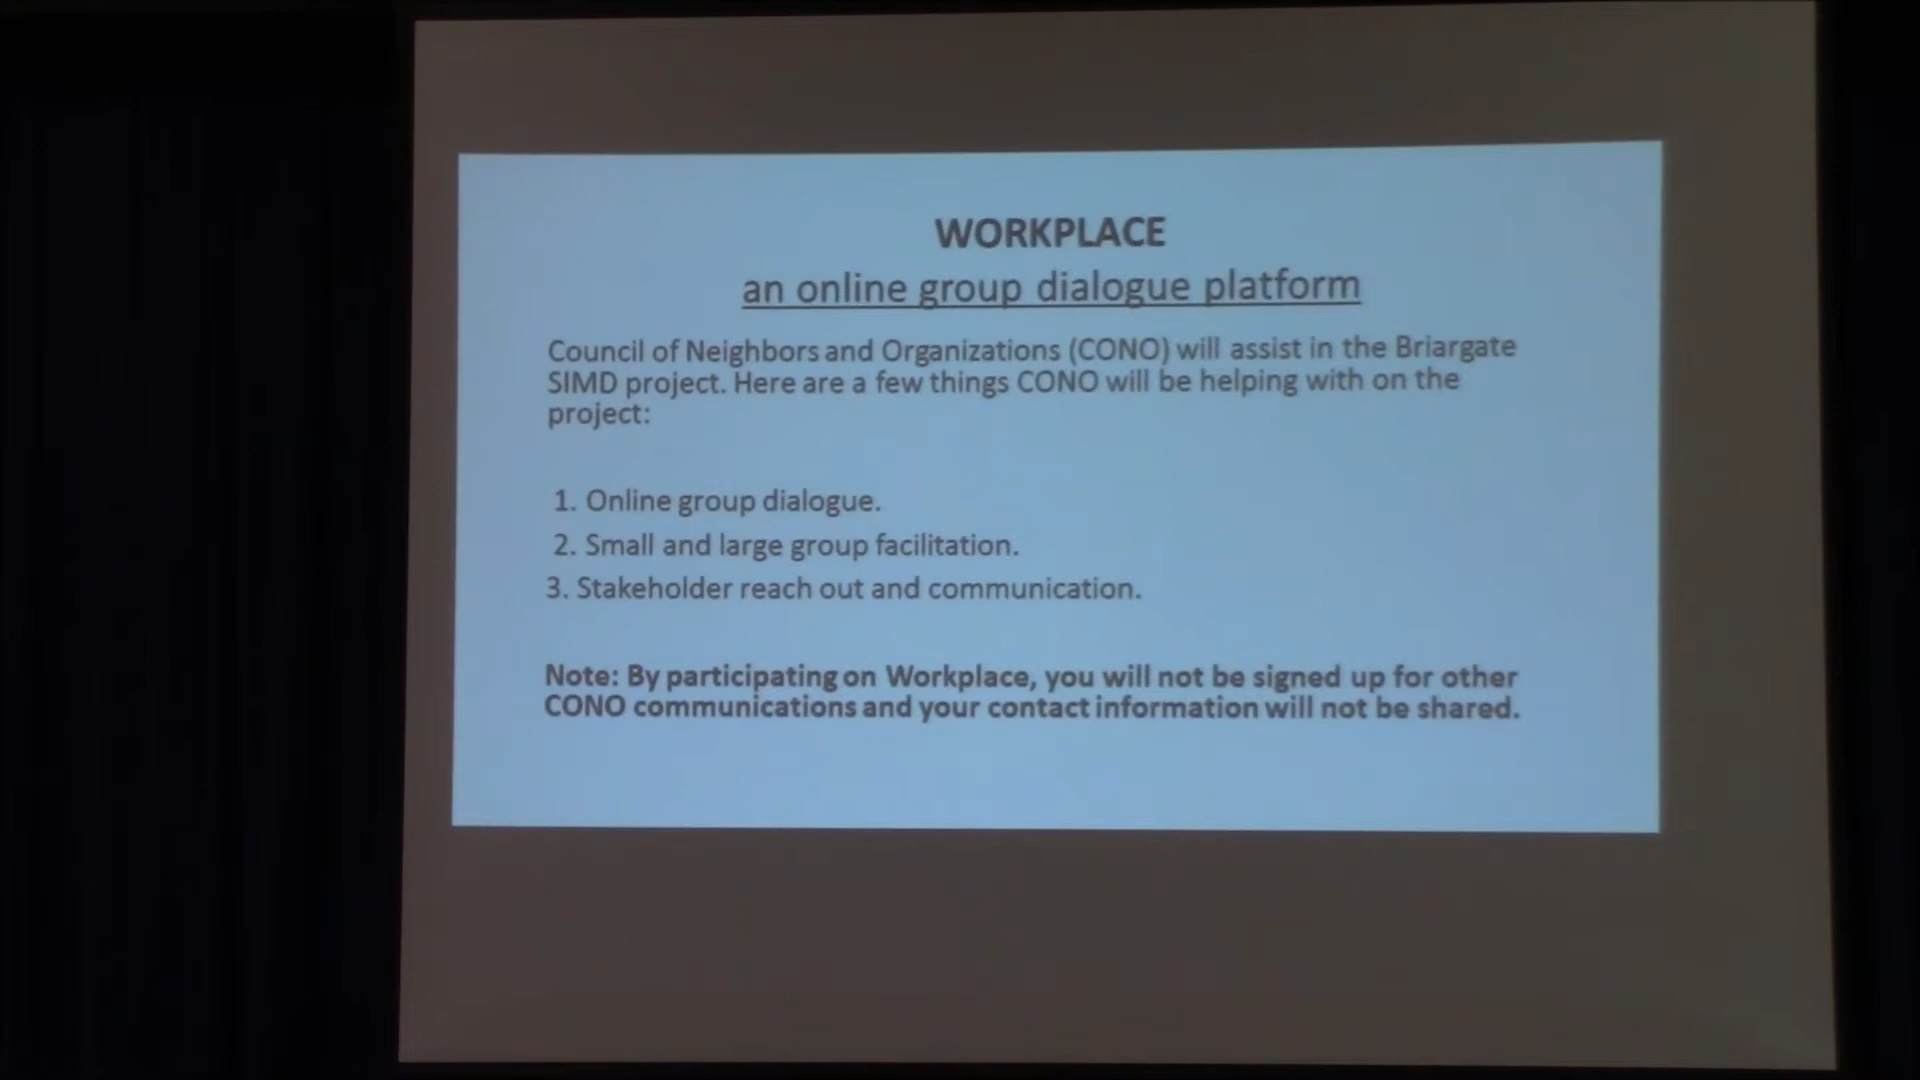 WORKPLACE
an online group dialogue platform
Council of Neighbors and Organizations (CONO) will assist in the Briargate
SIMD project. Here are a few things CONO will be helping with on the
project:
1. Online group dialogue.
2. Small and large group facilitation.
3. Stakeholder reach out and communication.
Note: By participating on Workplace, you will not be signed up for other
CONO communications and your contact information will not be shared.